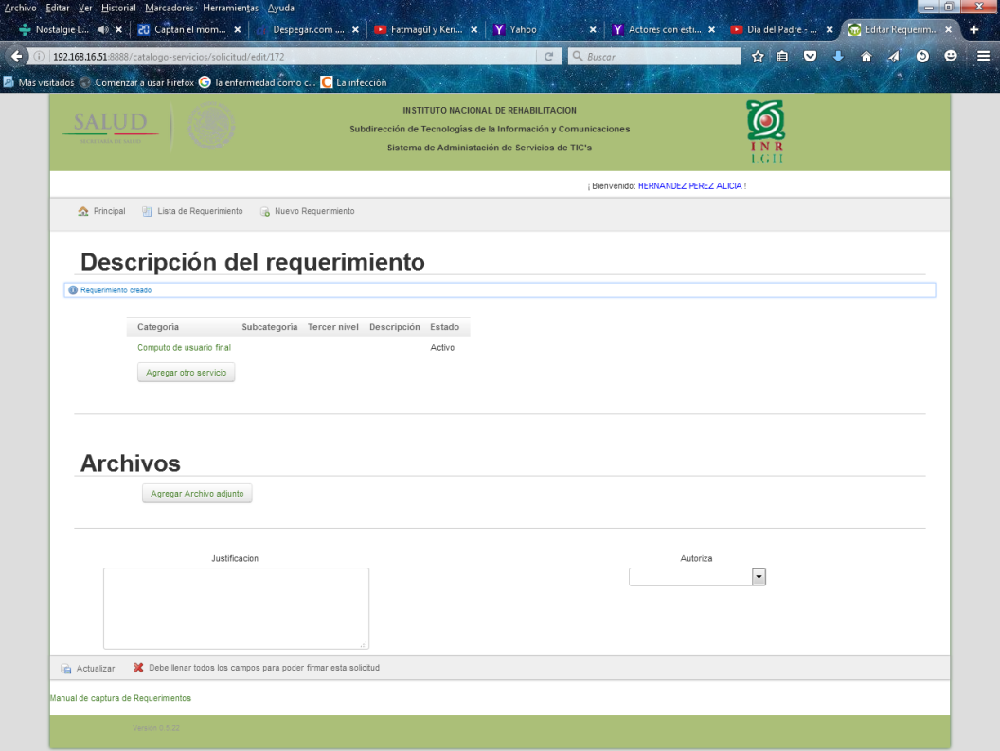 Archivo Editar Ver Historial Marcadores Herramientas Ayuda
Nostalgie L... Captan el mom... Despegar.com .... Fatmagül y Keri... Yahoo Actores con esti... Día del Padre - ... Editar Requerim...
192.168.16.51:8888/catalogo-servicios/solicitud/edit/172 Buscar
Más visitados Comenzar a usar Firefox la enfermedad como c... La infección
SALUD
SECRETARÍA DE SALUD
INSTITUTO NACIONAL DE REHABILITACION
Subdirección de Tecnologías de la Información y Comunicaciones
Sistema de Administación de Servicios de TIC's
INR
LGII
¡ Bienvenido: HERNANDEZ PEREZ ALICIA !
Principal Lista de Requerimiento Nuevo Requerimiento
Descripción del requerimiento
Requerimiento creado
Categoría Subcategoría Tercer nivel Descripción Estado
Computo de usuario final Activo
Agregar otro servicio
Archivos
Agregar Archivo adjunto
Justificacion Autoriza
Actualizar Debe llenar todos los campos para poder firmar esta solicitud
Manual de captura de Requerimientos
Versión 0.5.22